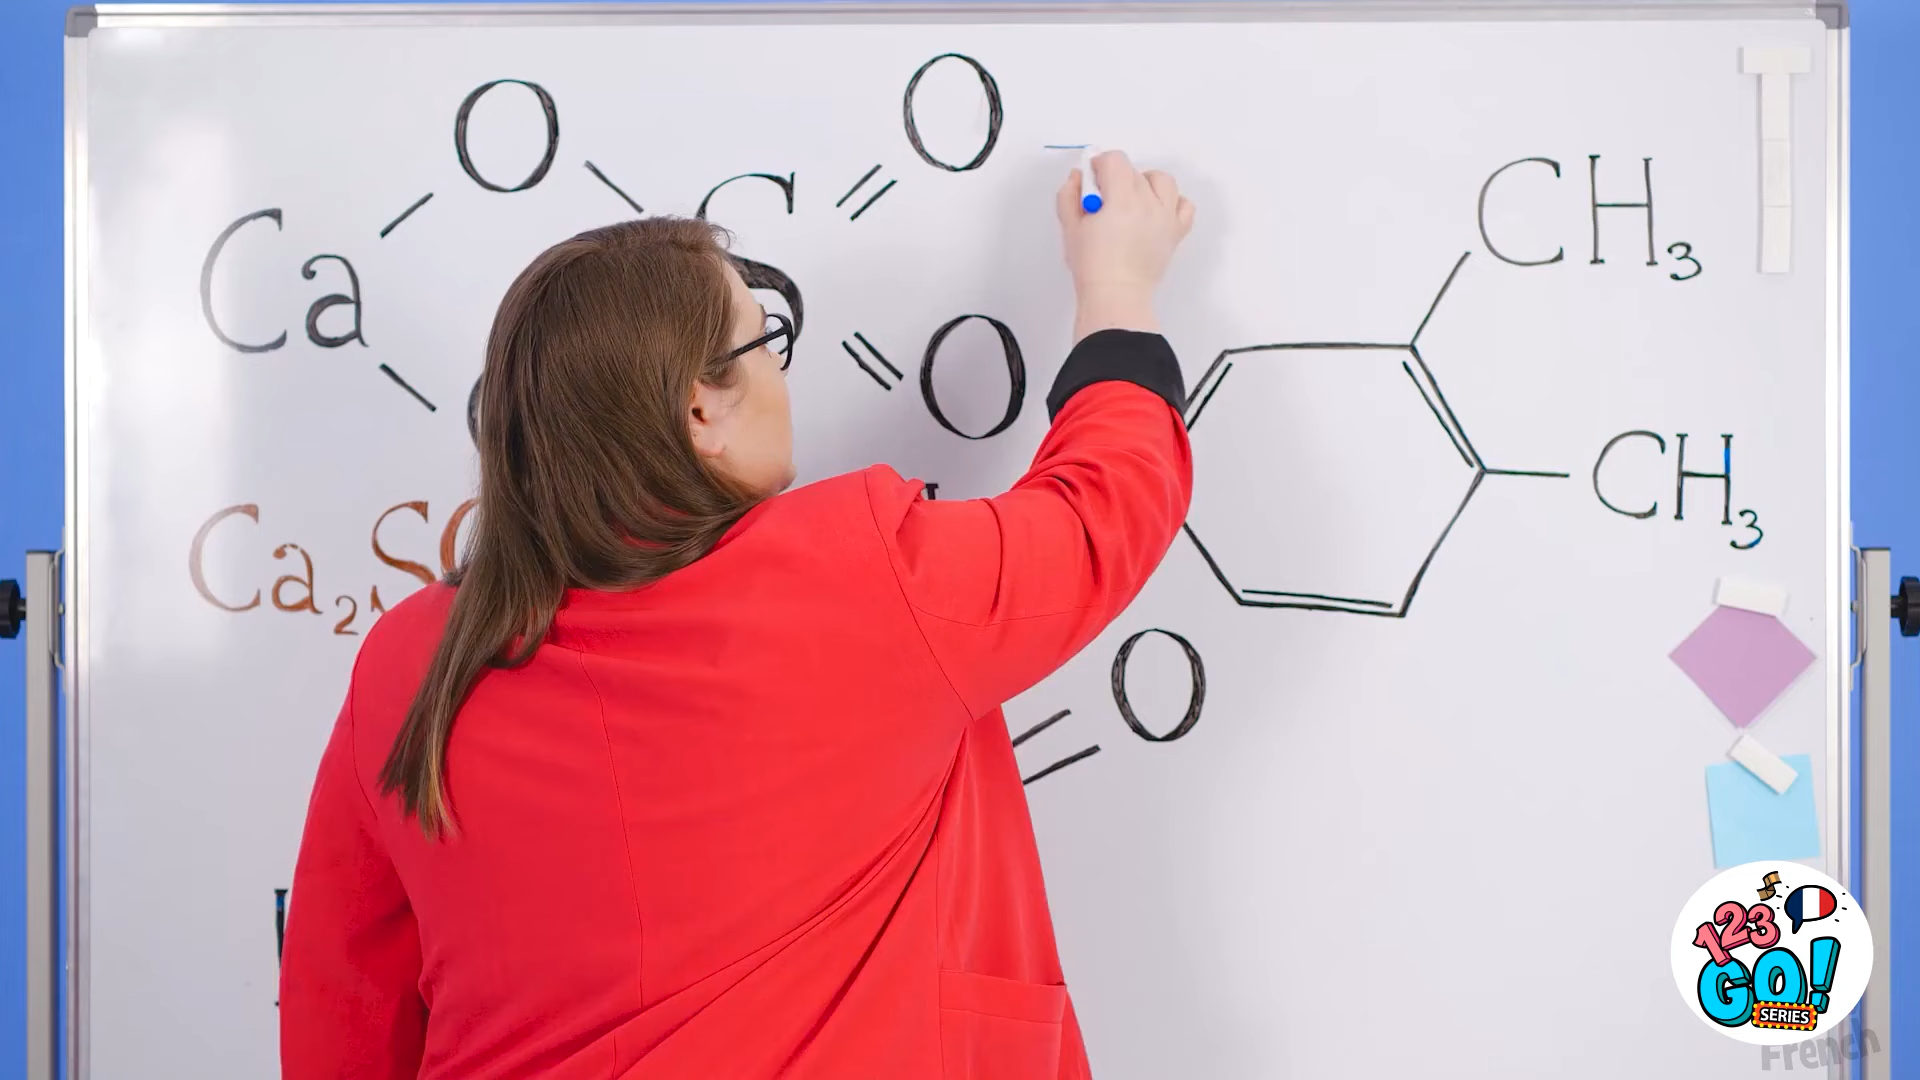 O O
Ca S
O
CH3
CH3
Ca2S
O
123
GO!
SERIES
French